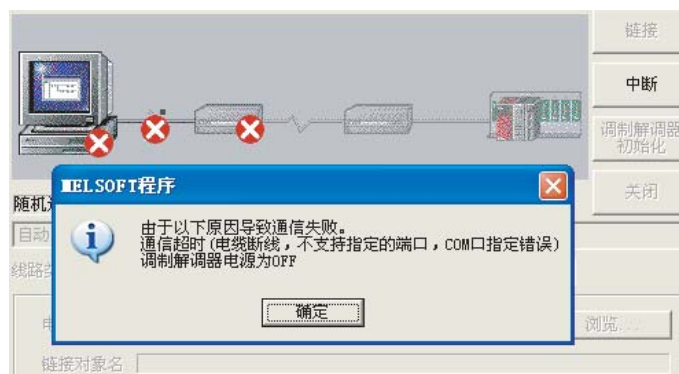 链接
中断
调制解调器
初始化
关闭
MELSOFT程序
随机
自动
由于以下原因导致通信失败。
通信超时(电缆断线，不支持指定的端口，COM口指定错误)
调制解调器电源为OFF
线路
确定
电
浏览...
链接对象名